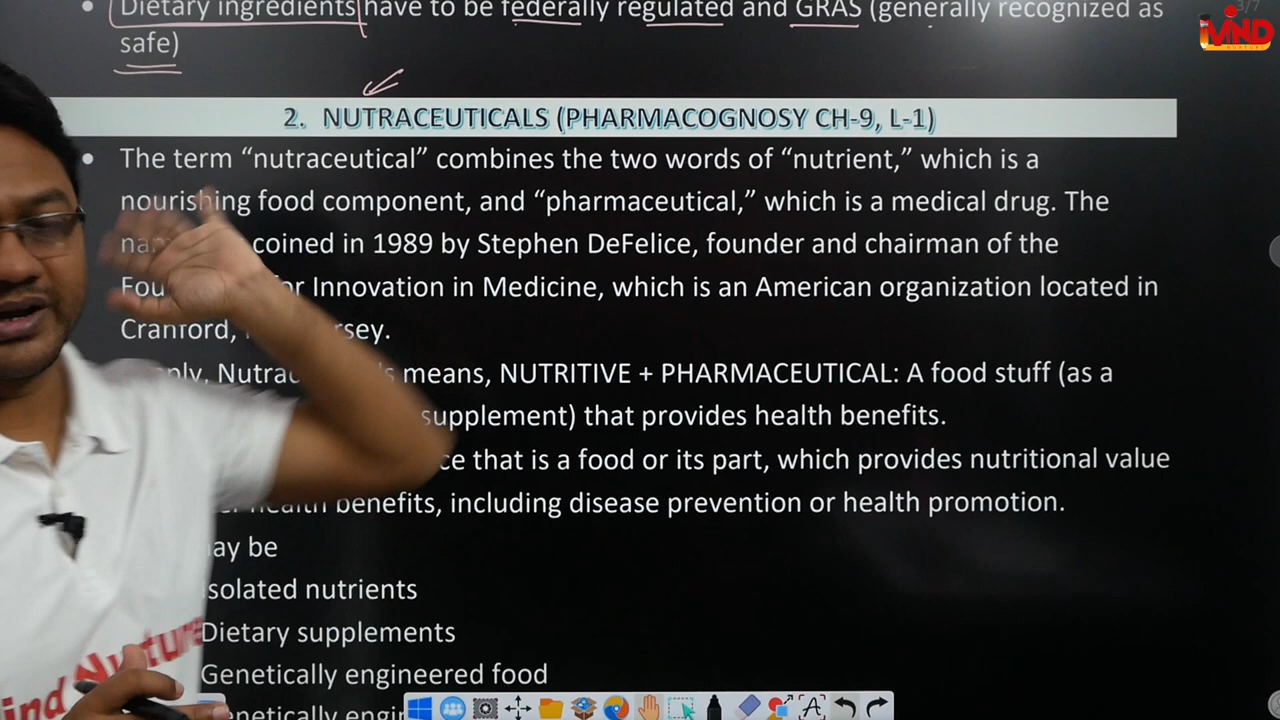 Dietary ingredients have to be federally regulated and GRAS (generally recognized as
safe)
3/7
MIND
2. NUTRACEUTICALS (PHARMACOGNOSY CH-9, L-1)
The term “nutraceutical” combines the two words of “nutrient,” which is a
nourishing food component, and “pharmaceutical,” which is a medical drug. The
coined in 1989 by Stephen DeFelice, founder and chairman of the
Innovation in Medicine, which is an American organization located in
Cranford,
means, NUTRITIVE + PHARMACEUTICAL: A food stuff (as a
supplement) that provides health benefits.
that is a food or its part, which provides nutritional value
health benefits, including disease prevention or health promotion.
be
Isolated nutrients
Dietary supplements
Genetically engineered food